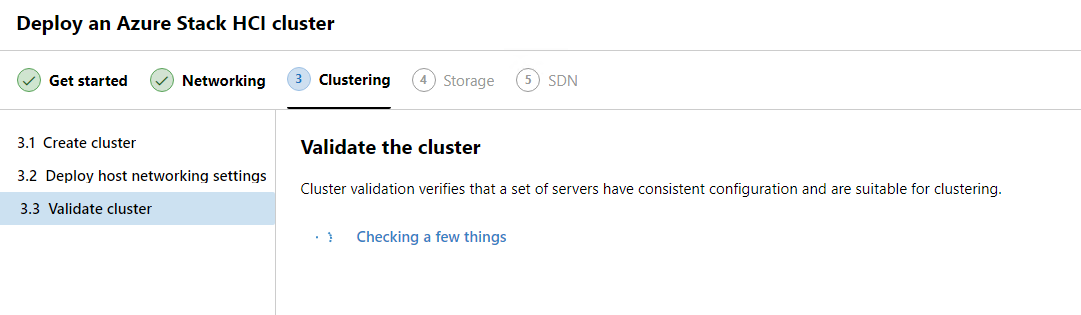 Deploy an Azure Stack HCI cluster
Get started Networking 3 Clustering 4 Storage 5 SDN
3.1 Create cluster
3.2 Deploy host networking settings
3.3 Validate cluster
Validate the cluster
Cluster validation verifies that a set of servers have consistent configuration and are suitable for clustering.
Checking a few things